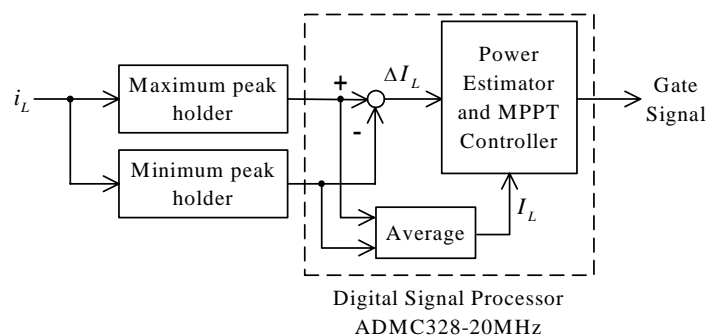 i_L
Maximum peak
holder
Minimum peak
holder
+
-
ΔI_L
Power
Estimator
and MPPT
Controller
Gate
Signal
I_L
Average
Digital Signal Processor
ADMC328-20MHz